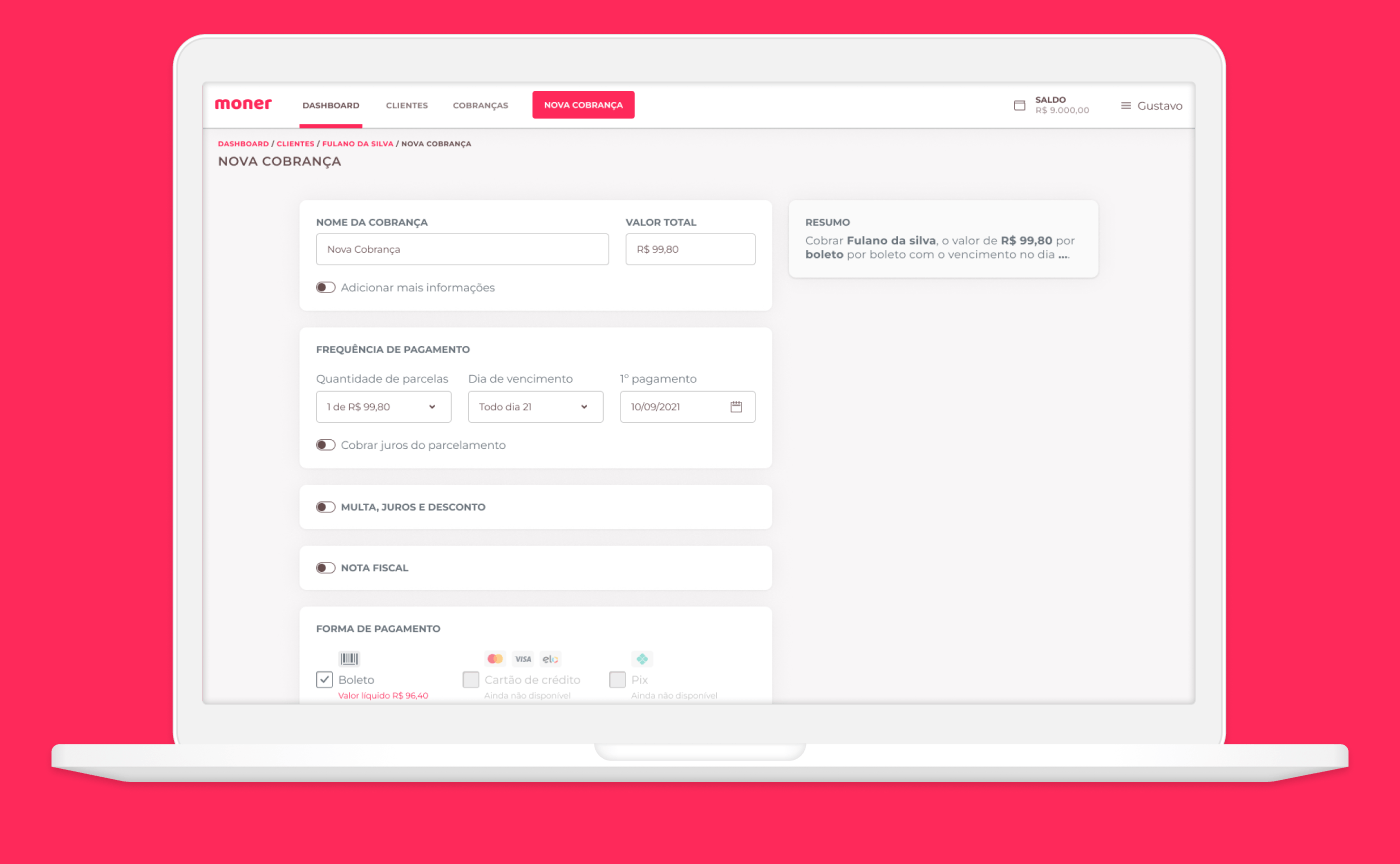 moner
DASHBOARD
CLIENTES
COBRANÇAS
NOVA COBRANÇA
SALDO
R$ 9.000,00
Gustavo
DASHBOARD / CLIENTES / FULANO DA SILVA / NOVA COBRANÇA
NOVA COBRANÇA
NOME DA COBRANÇA
VALOR TOTAL
Nova Cobrança
R$ 99,80
Adicionar mais informações
RESUMO
Cobrar Fulano da silva, o valor de R$ 99,80 por
boleto por boleto com o vencimento no dia ....
FREQUÊNCIA DE PAGAMENTO
Quantidade de parcelas
Dia de vencimento
1º pagamento
1 de R$ 99,80
Todo dia 21
10/09/2021
Cobrar juros do parcelamento
MULTA, JUROS E DESCONTO
NOTA FISCAL
FORMA DE PAGAMENTO
VISA
elo
Boleto
Cartão de crédito
Pix
Valor líquido R$ 96,40
Ainda não disponível
Ainda não disponível